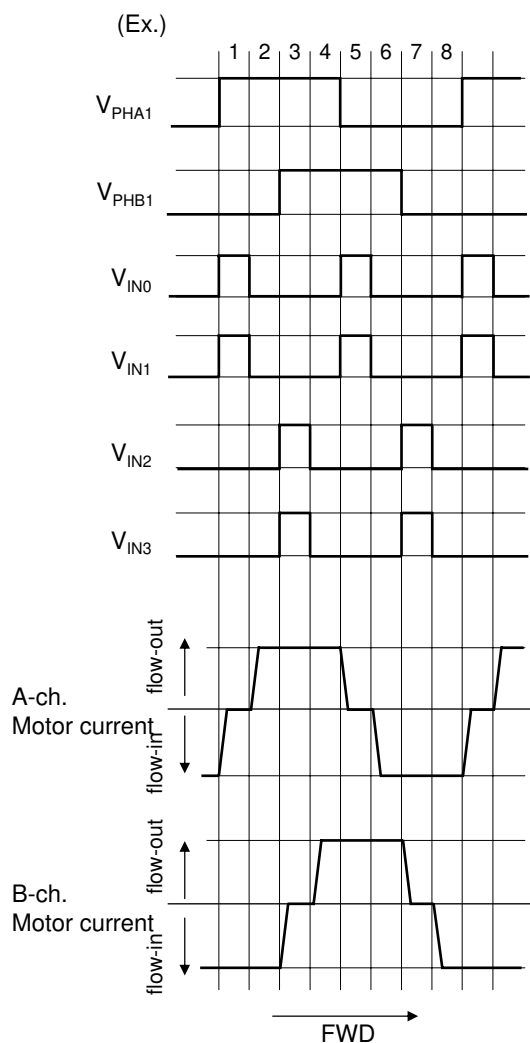 (Ex.)
1 2 3 4 5 6 7 8
VPHA1
VPHB1
VIN0
VIN1
VIN2
VIN3
flow-out
A-ch.
Motor current
flow-in
flow-out
B-ch.
Motor current
flow-in
FWD